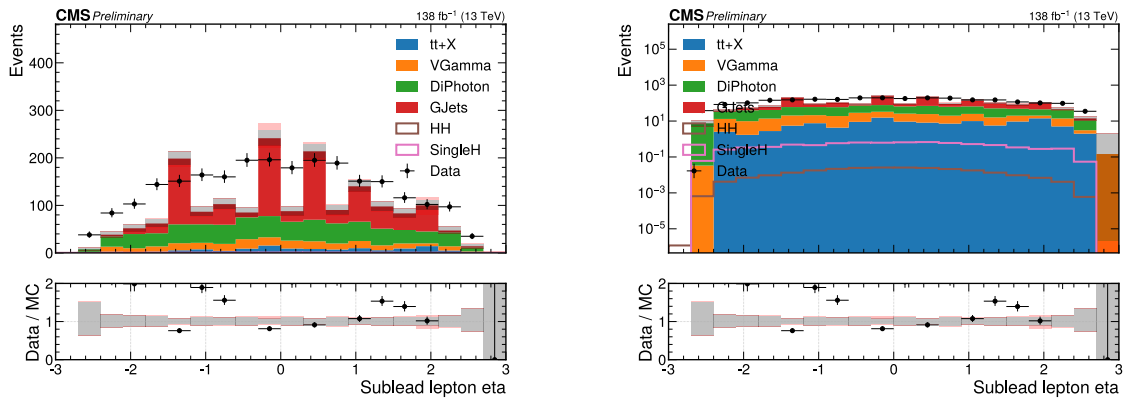 CMS Preliminary 138 fb⁻¹ (13 TeV)
Events
400
300
200
100
0
tt+X
VGamma
DiPhoton
GJets
HH
SingleH
Data
Data / MC
2
1
0
−3 −2 −1 0 1 2 3
Sublead lepton eta
CMS Preliminary 138 fb⁻¹ (13 TeV)
Events
10⁵
10³
10¹
10⁻¹
10⁻³
10⁻⁵
tt+X
VGamma
DiPhoton
GJets
HH
SingleH
Data
Data / MC
2
1
0
−3 −2 −1 0 1 2 3
Sublead lepton eta